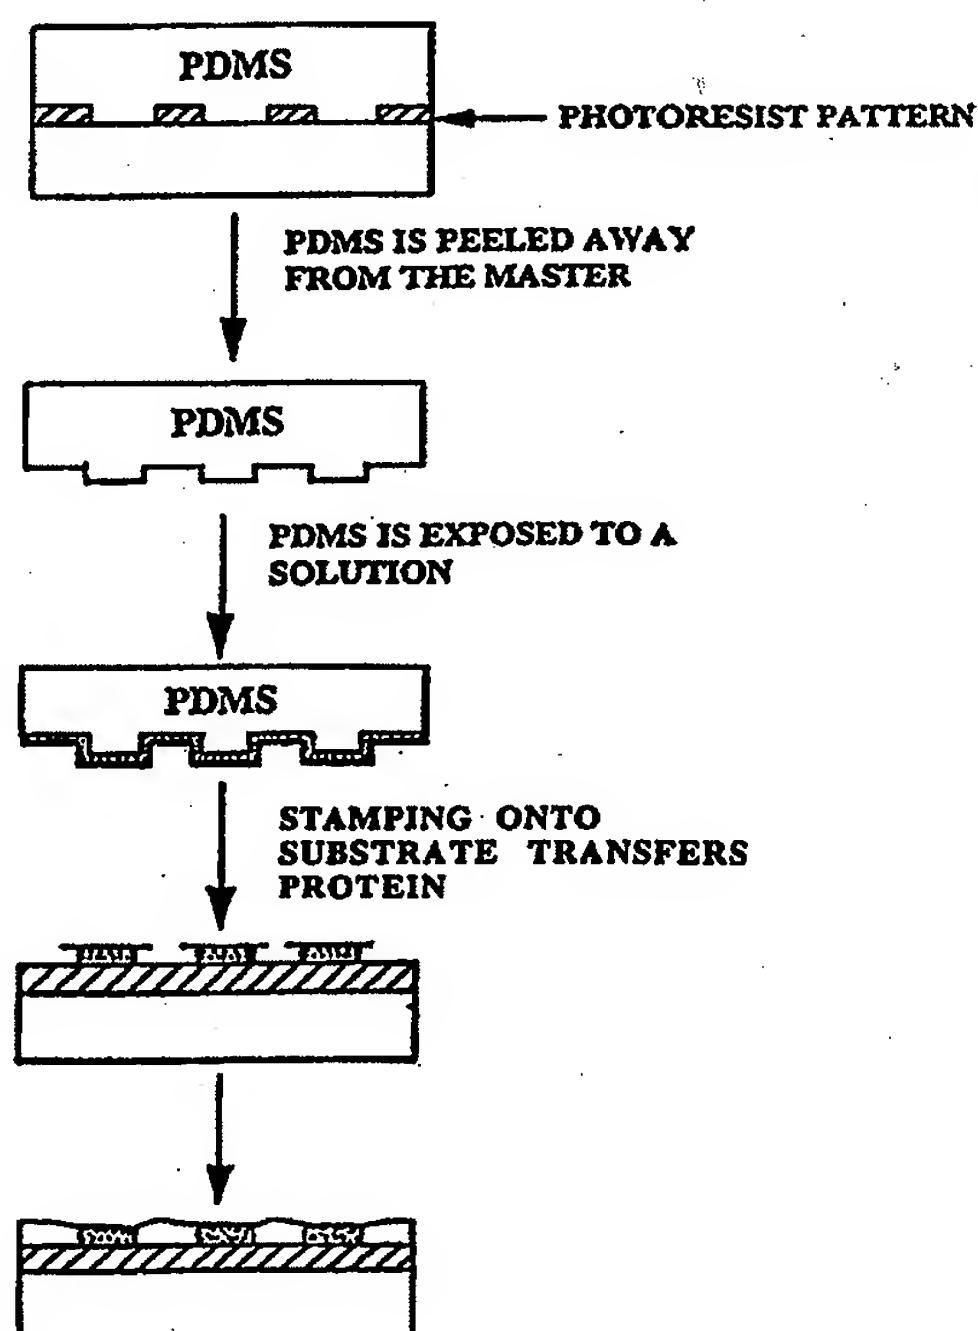 PDMS
PHOTORESIST PATTERN
PDMS IS PEELED AWAY
FROM THE MASTER
PDMS
PDMS IS EXPOSED TO A
SOLUTION
PDMS
STAMPING ONTO
SUBSTRATE TRANSFERS
PROTEIN